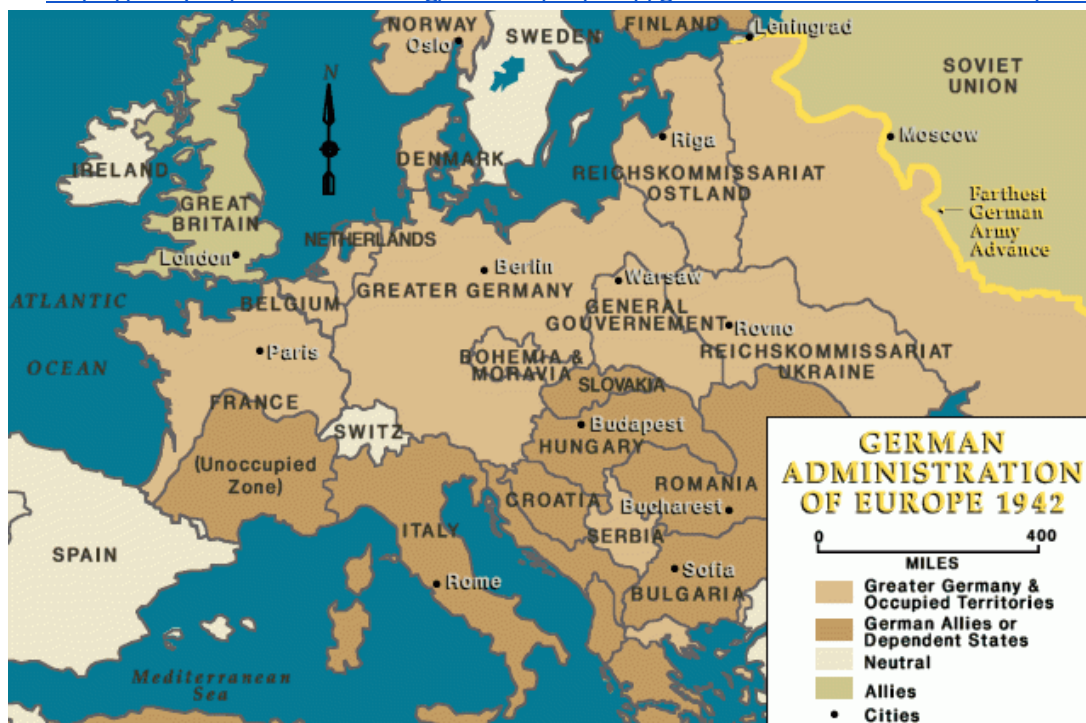 NORWAY
Oslo
SWEDEN
FINLAND
Leningrad
SOVIET
UNION
N
Moscow
IRELAND
DENMARK
Riga
REICHSKOMMISSARIAT
OSTLAND
GREAT
BRITAIN
London
Farthest
German
Army
Advance
NETHERLANDS
Berlin
GREATER GERMANY
Warsaw
GENERAL
GOUVERNEMENT
Rovno
REICHSKOMMISSARIAT
UKRAINE
ATLANTIC
OCEAN
BELGIUM
Paris
BOHEMIA &
MORAVIA
SLOVAKIA
FRANCE
(Unoccupied
Zone)
SWITZ
Budapest
HUNGARY
CROATIA
ROMANIA
Bucharest
SERBIA
ITALY
SPAIN
Rome
Sofia
BULGARIA
Mediterranean
Sea
GERMAN
ADMINISTRATION
OF EUROPE 1942
0 400
MILES
Greater Germany &
Occupied Territories
German Allies or
Dependent States
Neutral
Allies
Cities